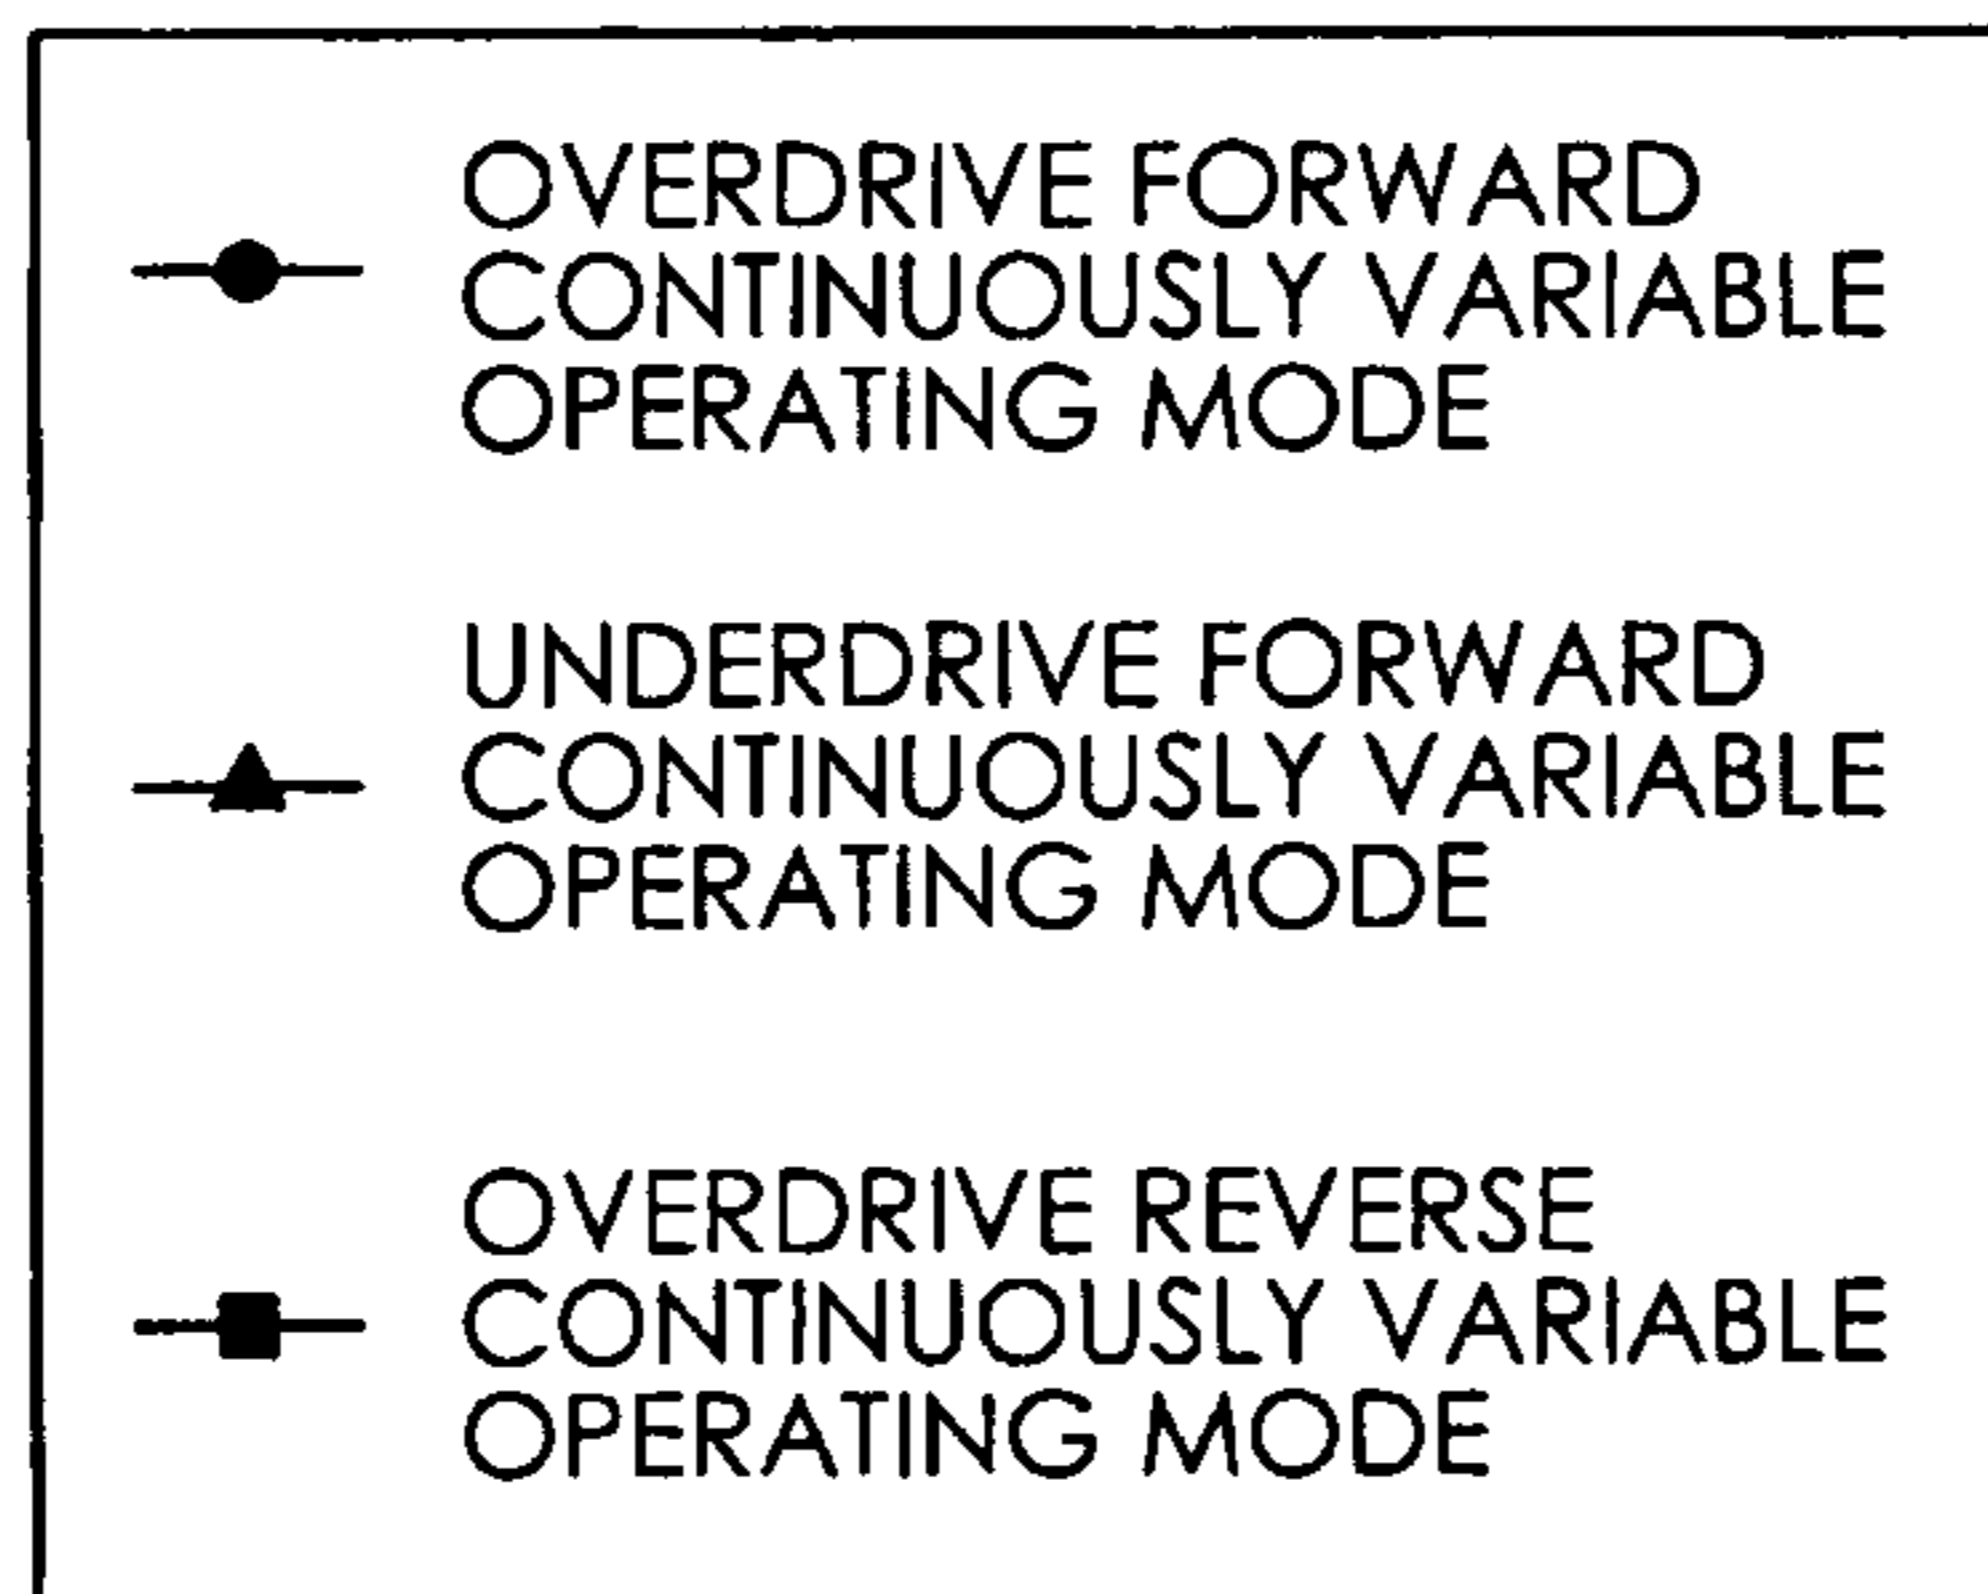 OVERDRIVE FORWARD
CONTINUOUSLY VARIABLE
OPERATING MODE
UNDERDRIVE FORWARD
CONTINUOUSLY VARIABLE
OPERATING MODE
OVERDRIVE REVERSE
CONTINUOUSLY VARIABLE
OPERATING MODE